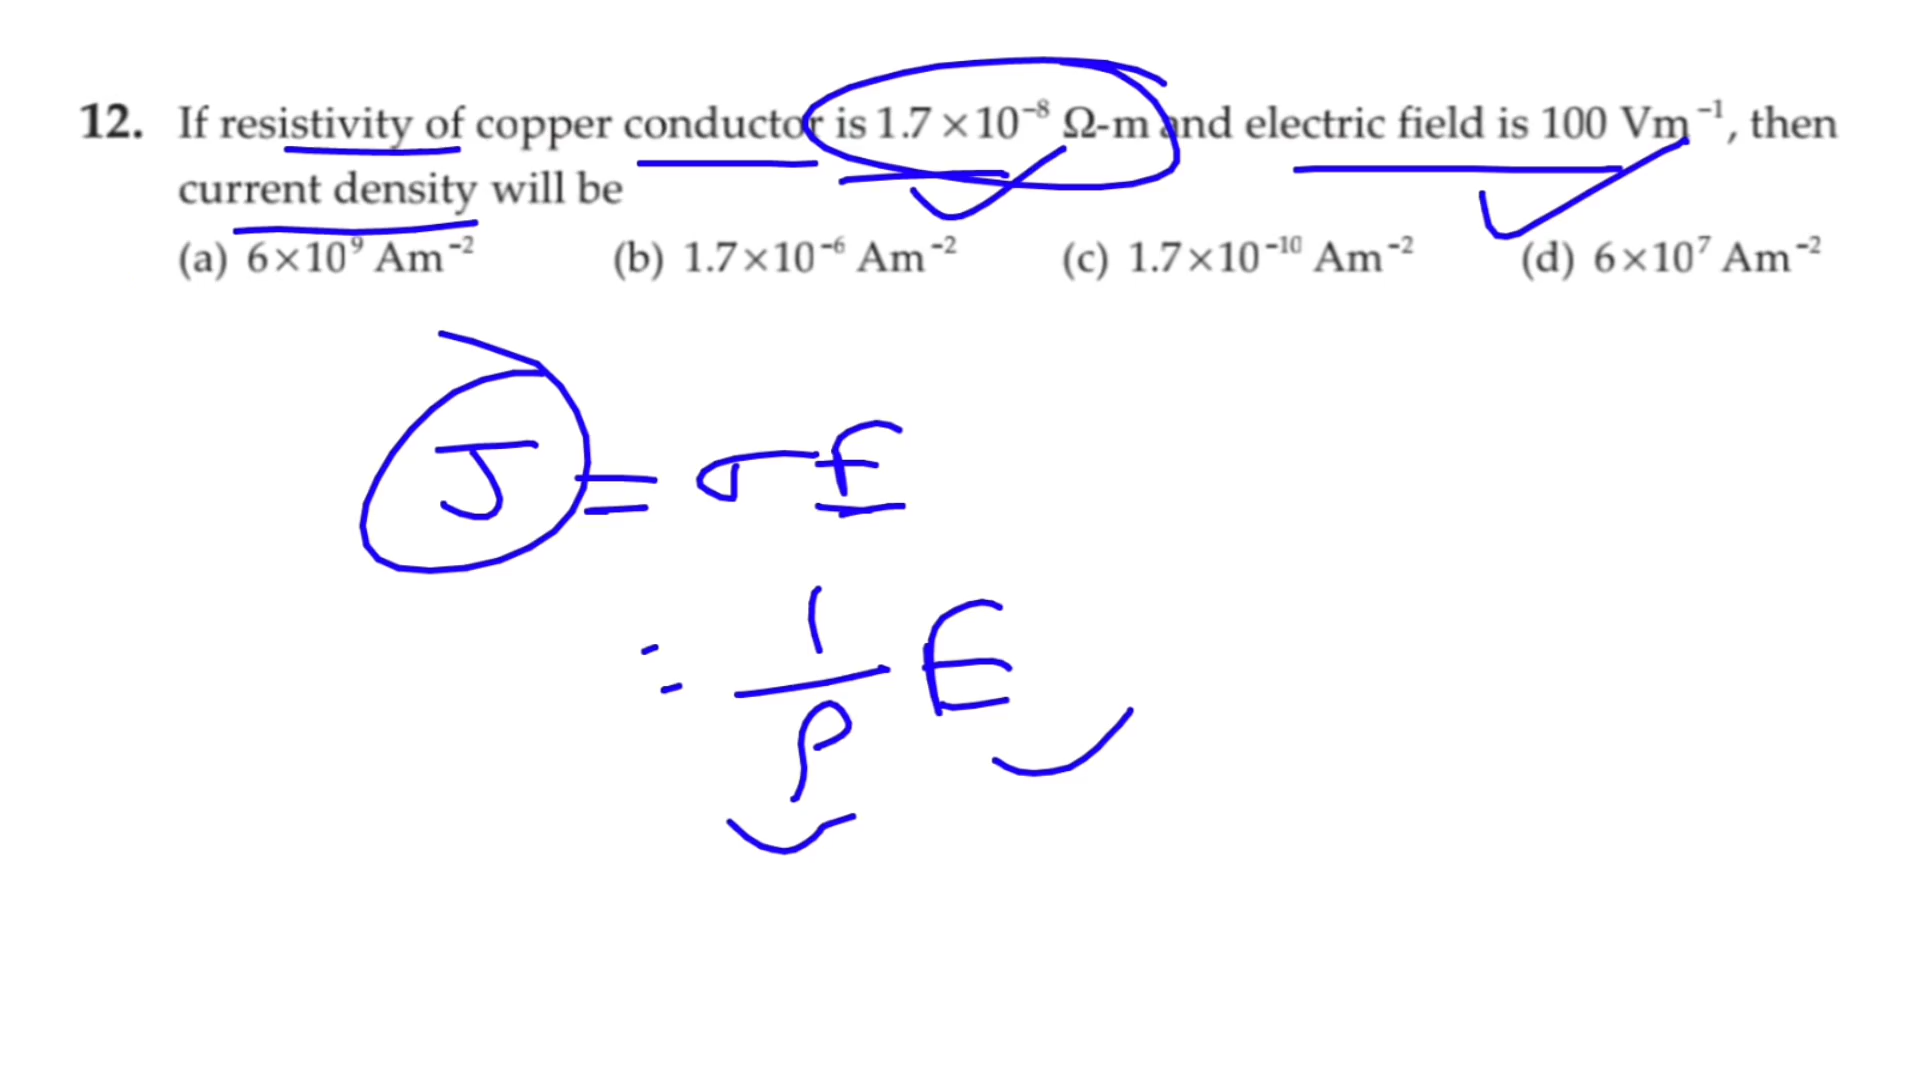 12. If resistivity of copper conductor is 1.7 × 10⁻⁸ Ω-m and electric field is 100 Vm⁻¹, then
current density will be
(a) 6×10⁹ Am⁻² (b) 1.7×10⁻⁶ Am⁻² (c) 1.7×10⁻¹⁰ Am⁻² (d) 6×10⁷ Am⁻²
J = σE
= 1/ρ E